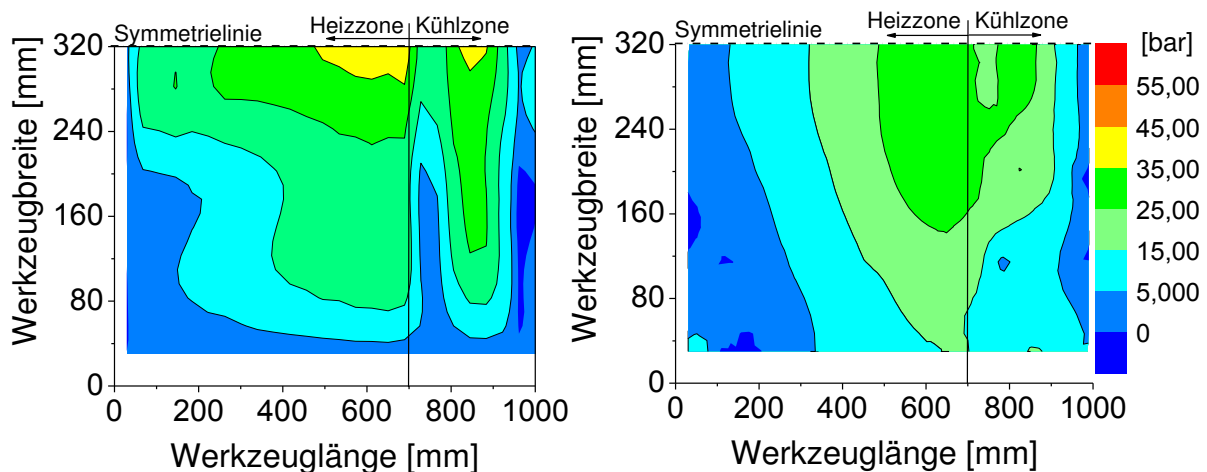 Symmetrielinie Heizzone Kühlzone
320
240
160
80
0
Werkzeugbreite [mm]
0 200 400 600 800 1000
Werkzeuglänge [mm]
Symmetrielinie Heizzone Kühlzone
320
240
160
80
0
Werkzeugbreite [mm]
0 200 400 600 800 1000
Werkzeuglänge [mm]
[bar]
55,00
45,00
35,00
25,00
15,00
5,000
0